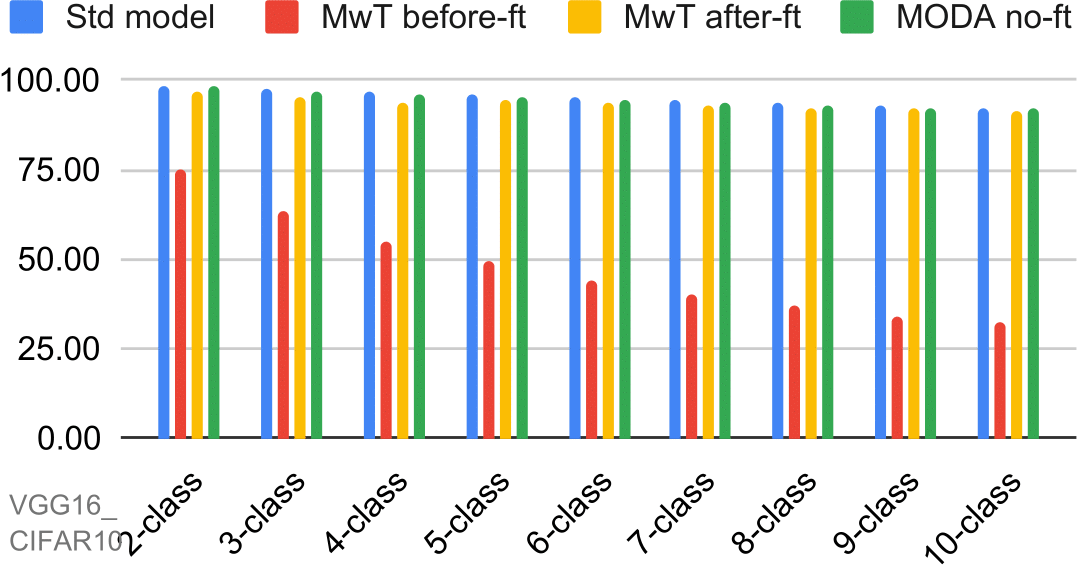 Std model MwT before-ft MwT after-ft MODA no-ft
100.00
75.00
50.00
25.00
0.00
2-class 3-class 4-class 5-class 6-class 7-class 8-class 9-class 10-class
VGG16_
CIFAR10